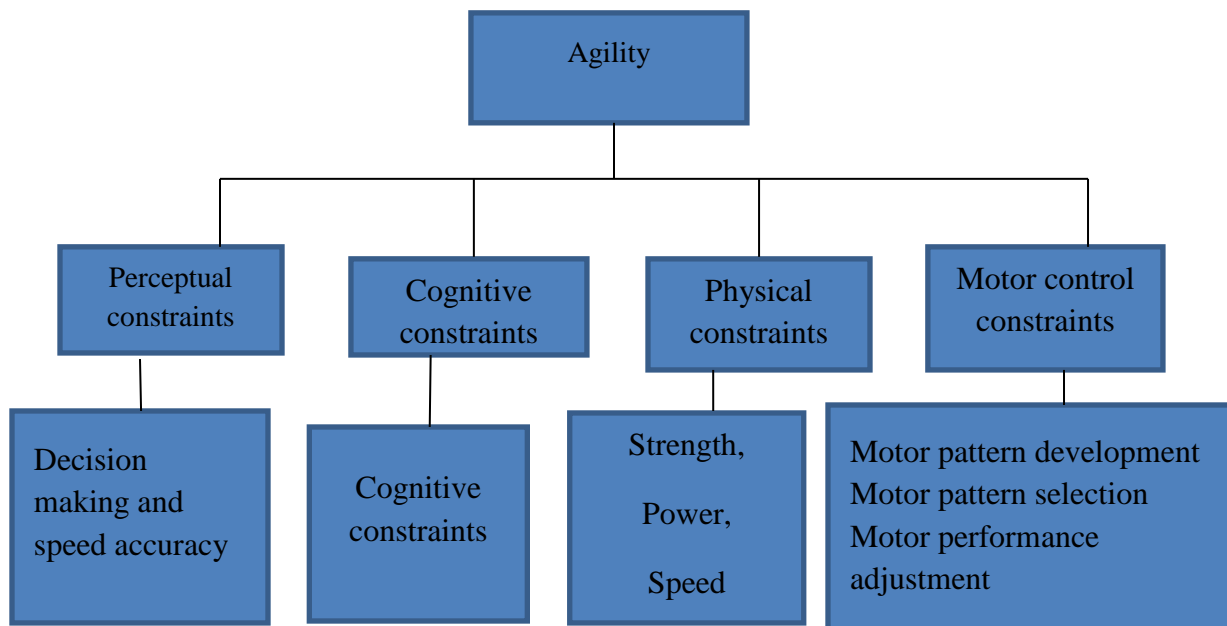 Agility
Perceptual
constraints
Cognitive
constraints
Physical
constraints
Motor control
constraints
Decision
making and
speed accuracy
Cognitive
constraints
Strength,
Power,
Speed
Motor pattern development
Motor pattern selection
Motor performance
adjustment